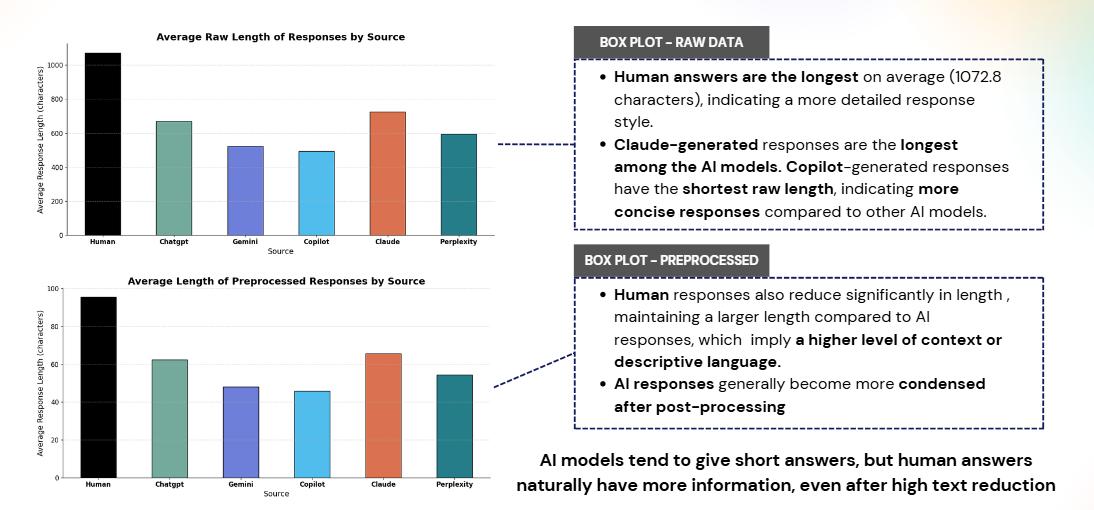 Average Raw Length of Responses by Source
Average Response Length (characters)
1000
800
600
400
200
0
Human Chatgpt Gemini Copilot Claude Perplexity
Source
BOX PLOT – RAW DATA
• Human answers are the longest on average (1072.8
characters), indicating a more detailed response
style.
• Claude-generated responses are the longest
among the AI models. Copilot-generated responses
have the shortest raw length, indicating more
concise responses compared to other AI models.
Average Length of Preprocessed Responses by Source
Average Response Length (characters)
100
80
60
40
20
0
Human Chatgpt Gemini Copilot Claude Perplexity
Source
BOX PLOT – PREPROCESSED
• Human responses also reduce significantly in length ,
maintaining a larger length compared to AI
responses, which imply a higher level of context or
descriptive language.
• AI responses generally become more condensed
after post-processing
AI models tend to give short answers, but human answers
naturally have more information, even after high text reduction